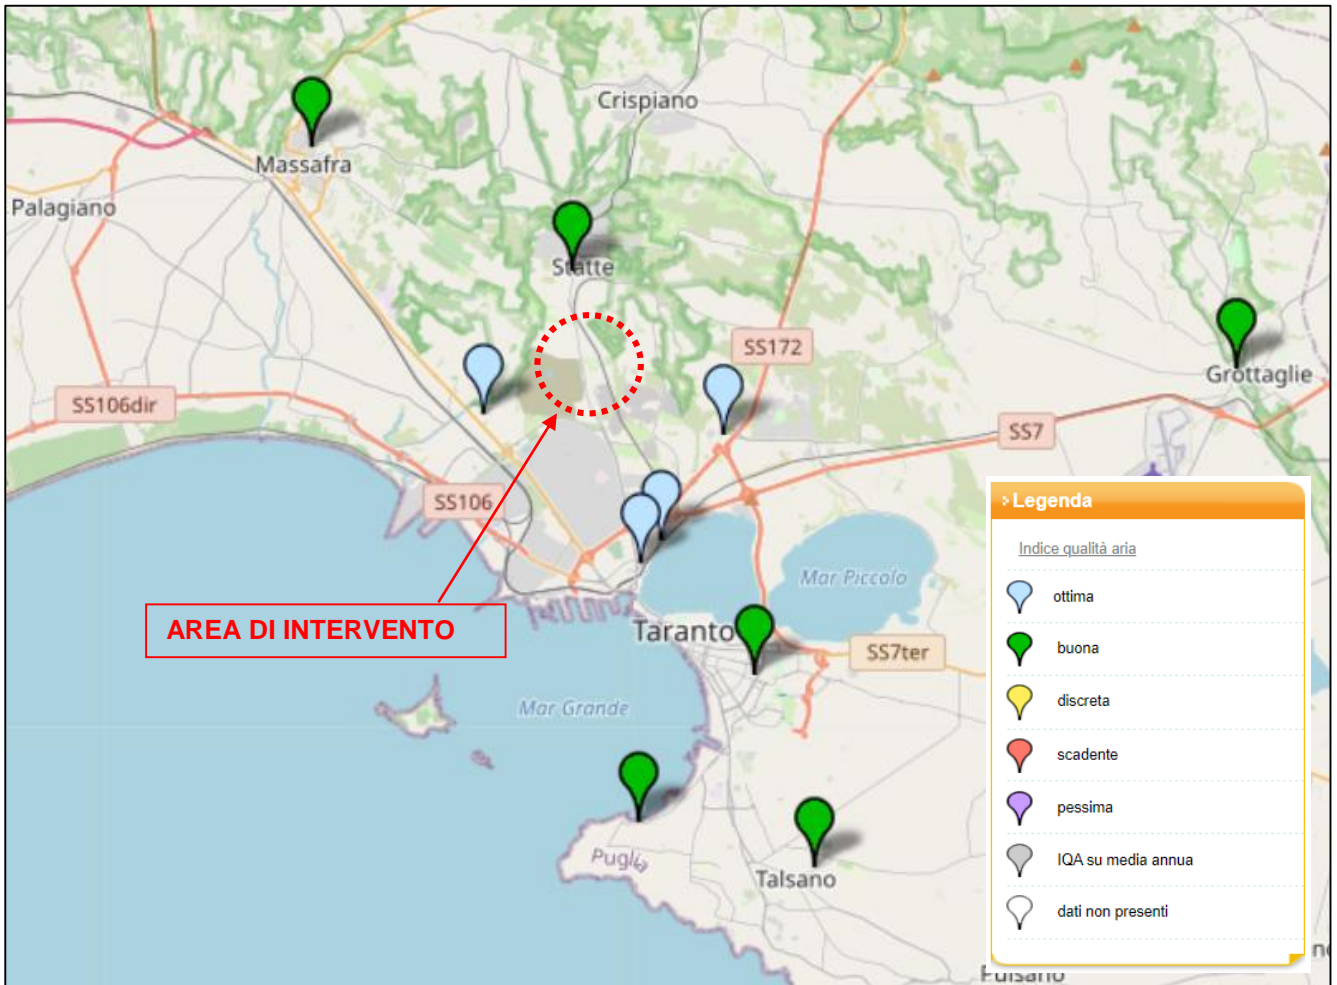 Crispiano
Massafra
Palagiano
Statte
SS172
Grottaglie
SS106dir
SS7
SS106
Legenda
Indice qualità aria
ottima
Mar Piccolo
AREA DI INTERVENTO
Taranto
buona
SS7ter
discreta
Mar Grande
scadente
pessima
Puglia
IQA su media annua
Talsano
dati non presenti
Pulsano